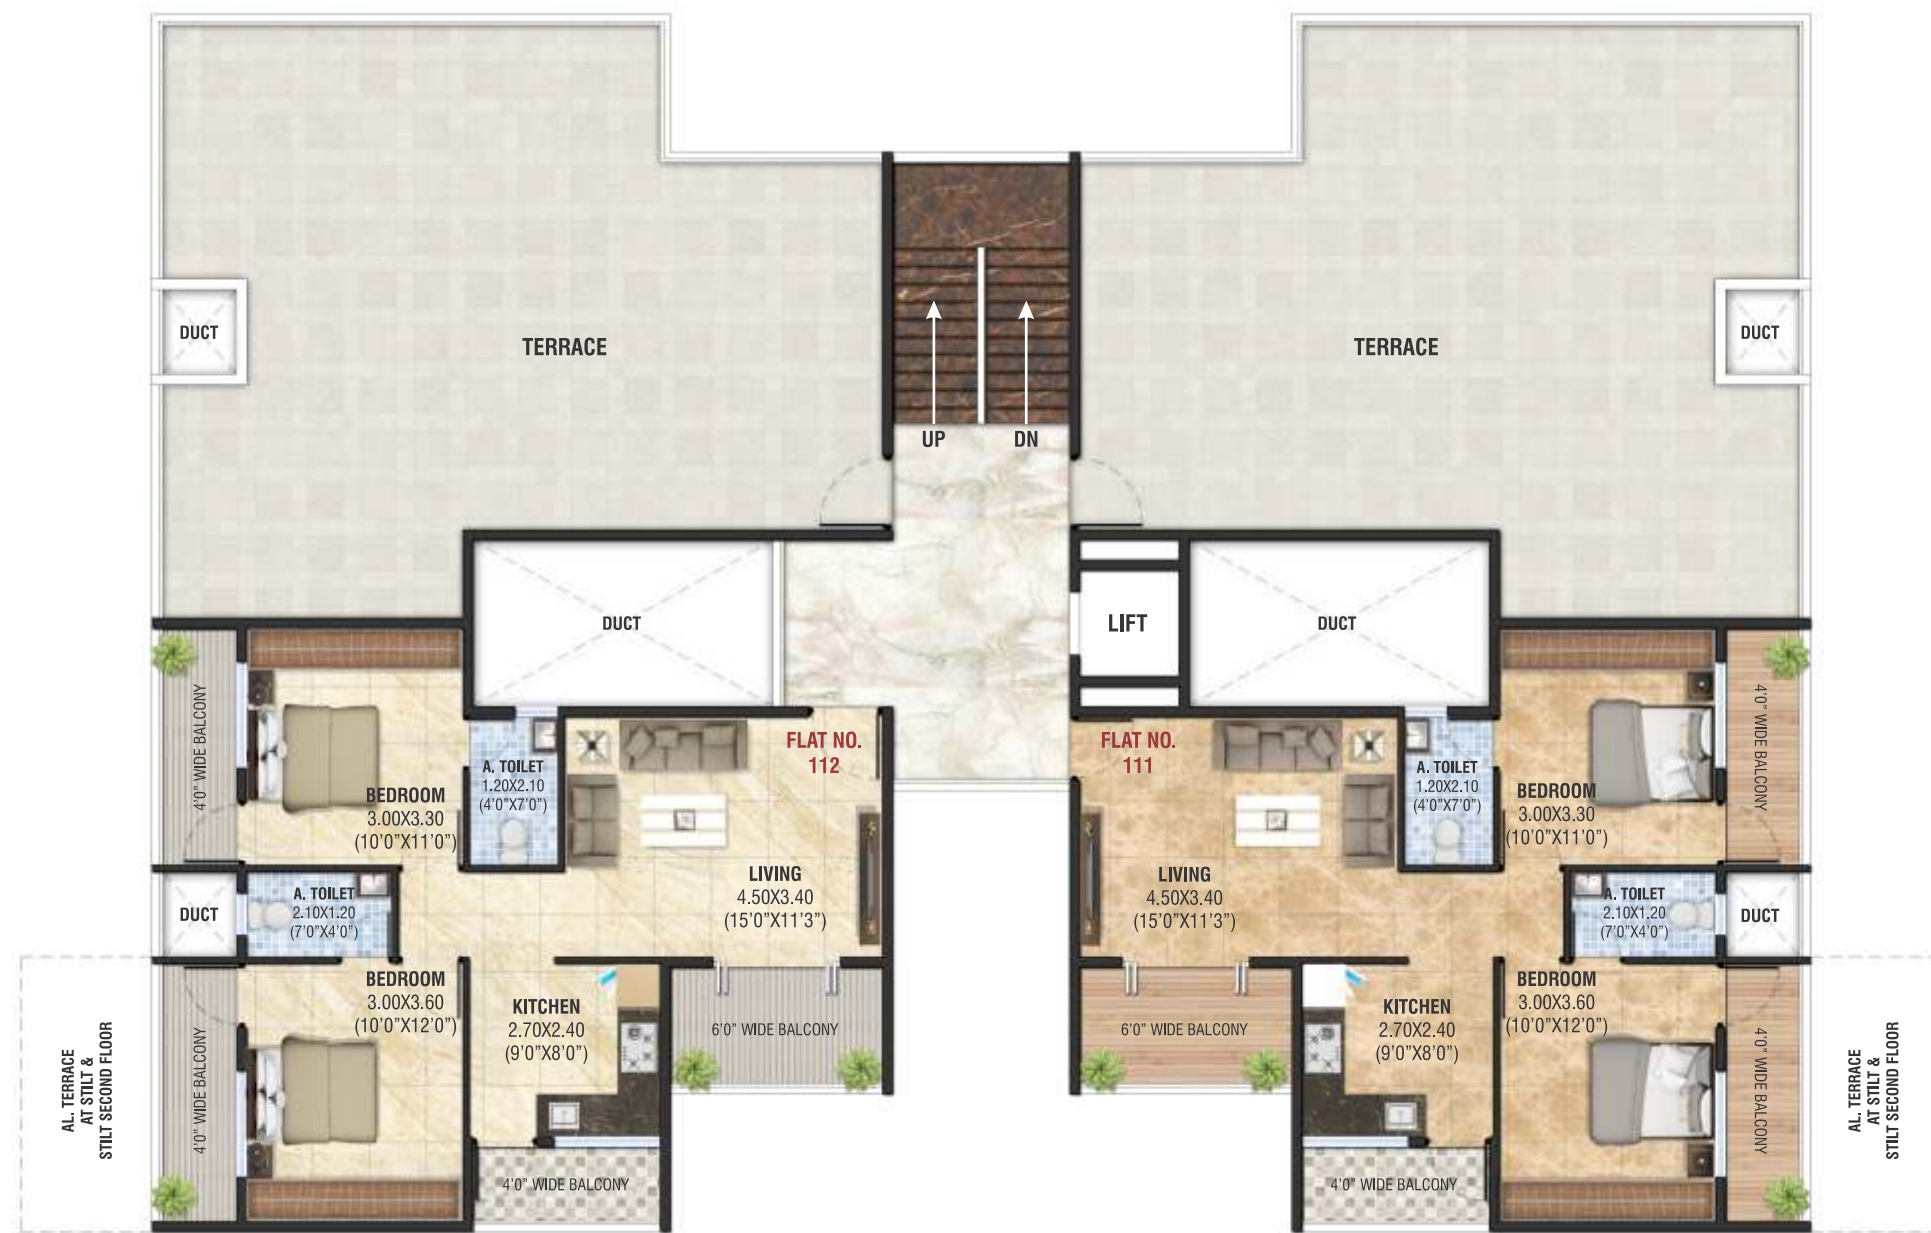 DUCT
TERRACE
UP
DN
TERRACE
DUCT
DUCT
LIFT
DUCT
4'0" WIDE BALCONY
FLAT NO.
112
A. TOILET
1.20X2.10
(4'0"X7'0")
BEDROOM
3.00X3.30
(10'0"X11'0")
LIVING
4.50X3.40
(15'0"X11'3")
FLAT NO.
111
A. TOILET
1.20X2.10
(4'0"X7'0")
BEDROOM
3.00X3.30
(10'0"X11'0")
4'0" WIDE BALCONY
LIVING
4.50X3.40
(15'0"X11'3")
DUCT
A. TOILET
2.10X1.20
(7'0"X4'0")
A. TOILET
2.10X1.20
(7'0"X4'0")
DUCT
AL. TERRACE
AT STILT &
STILT SECOND FLOOR
4'0" WIDE BALCONY
BEDROOM
3.00X3.60
(10'0"X12'0")
KITCHEN
2.70X2.40
(9'0"X8'0")
6'0" WIDE BALCONY
4'0" WIDE BALCONY
6'0" WIDE BALCONY
KITCHEN
2.70X2.40
(9'0"X8'0")
BEDROOM
3.00X3.60
(10'0"X12'0")
4'0" WIDE BALCONY
4'0" WIDE BALCONY
AL. TERRACE
AT STILT &
STILT SECOND FLOOR